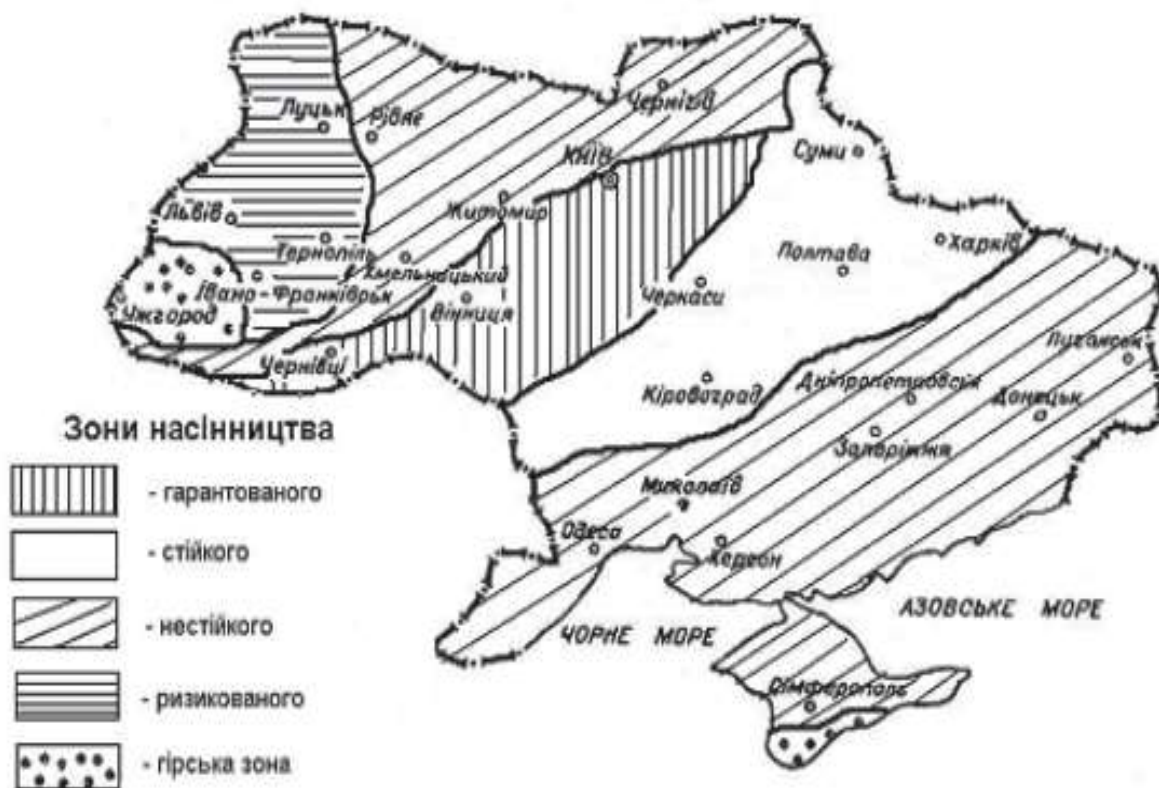 Чернігів
Луцьк
Рівне
Суми
КИЇВ
Житомир
Львів
Тернопіль
Хмельницький
Полтава
Харків
Івано-Франківськ
Вінниця
Черкаси
Ужгород
Чернівці
Луганськ
Кіровоград
Дніпропетровськ
Донецьк
Запоріжжя
Миколаїв
Одеса
Херсон
АЗОВСЬКЕ МОРЕ
ЧОРНЕ МОРЕ
Сімферополь
Зони насінництва
- гарантованого
- стійкого
- нестійкого
- ризикованого
- гірська зона